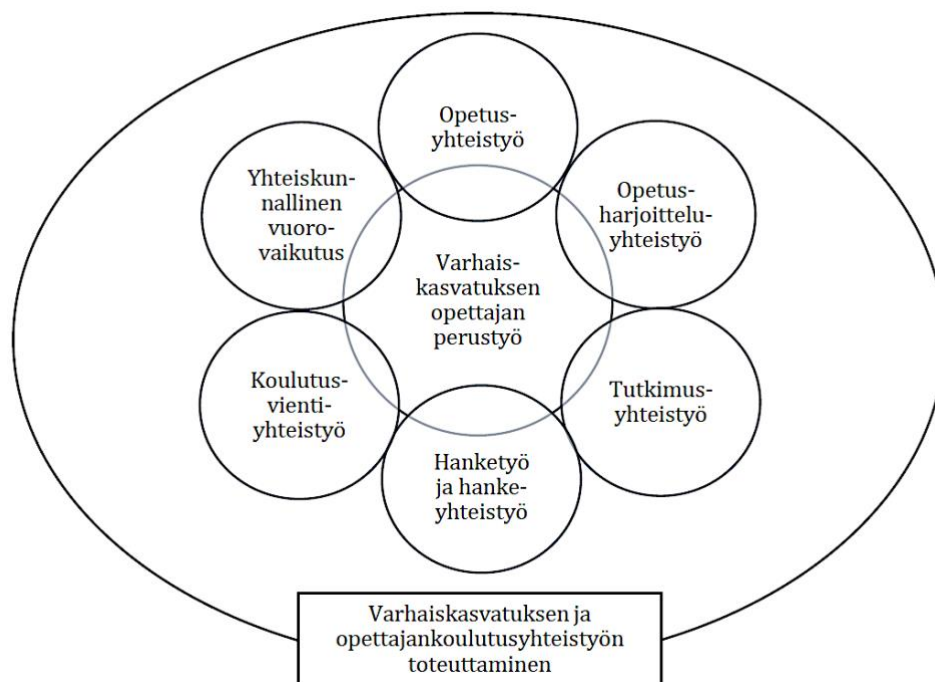 Opetus-
yhteistyö
Opetus-
harjoittelu-
yhteistyö
Tutkimus-
yhteistyö
Hanketyö
ja hanke-
yhteistyö
Koulutus-
vienti-
yhteistyö
Yhteiskun-
nallinen
vuoro-
vaikutus
Varhais-
kasvatuksen
opettajan
perustyö
Varhaiskasvatuksen ja
opettajankoulutusyhteistyön
toteuttaminen